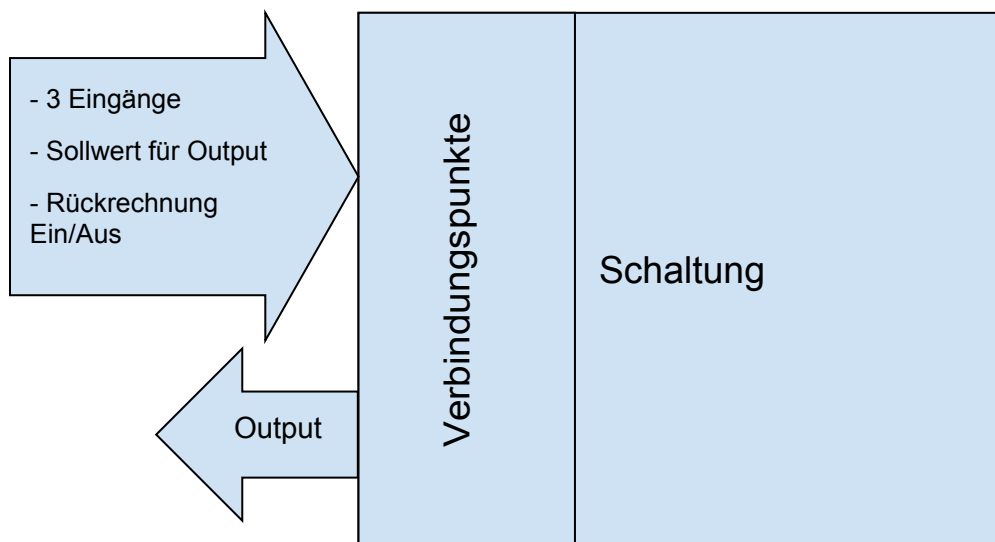 - 3 Eingänge
- Sollwert für Output
- Rückrechnung
Ein/Aus
Output
Verbindungspunkte
Schaltung